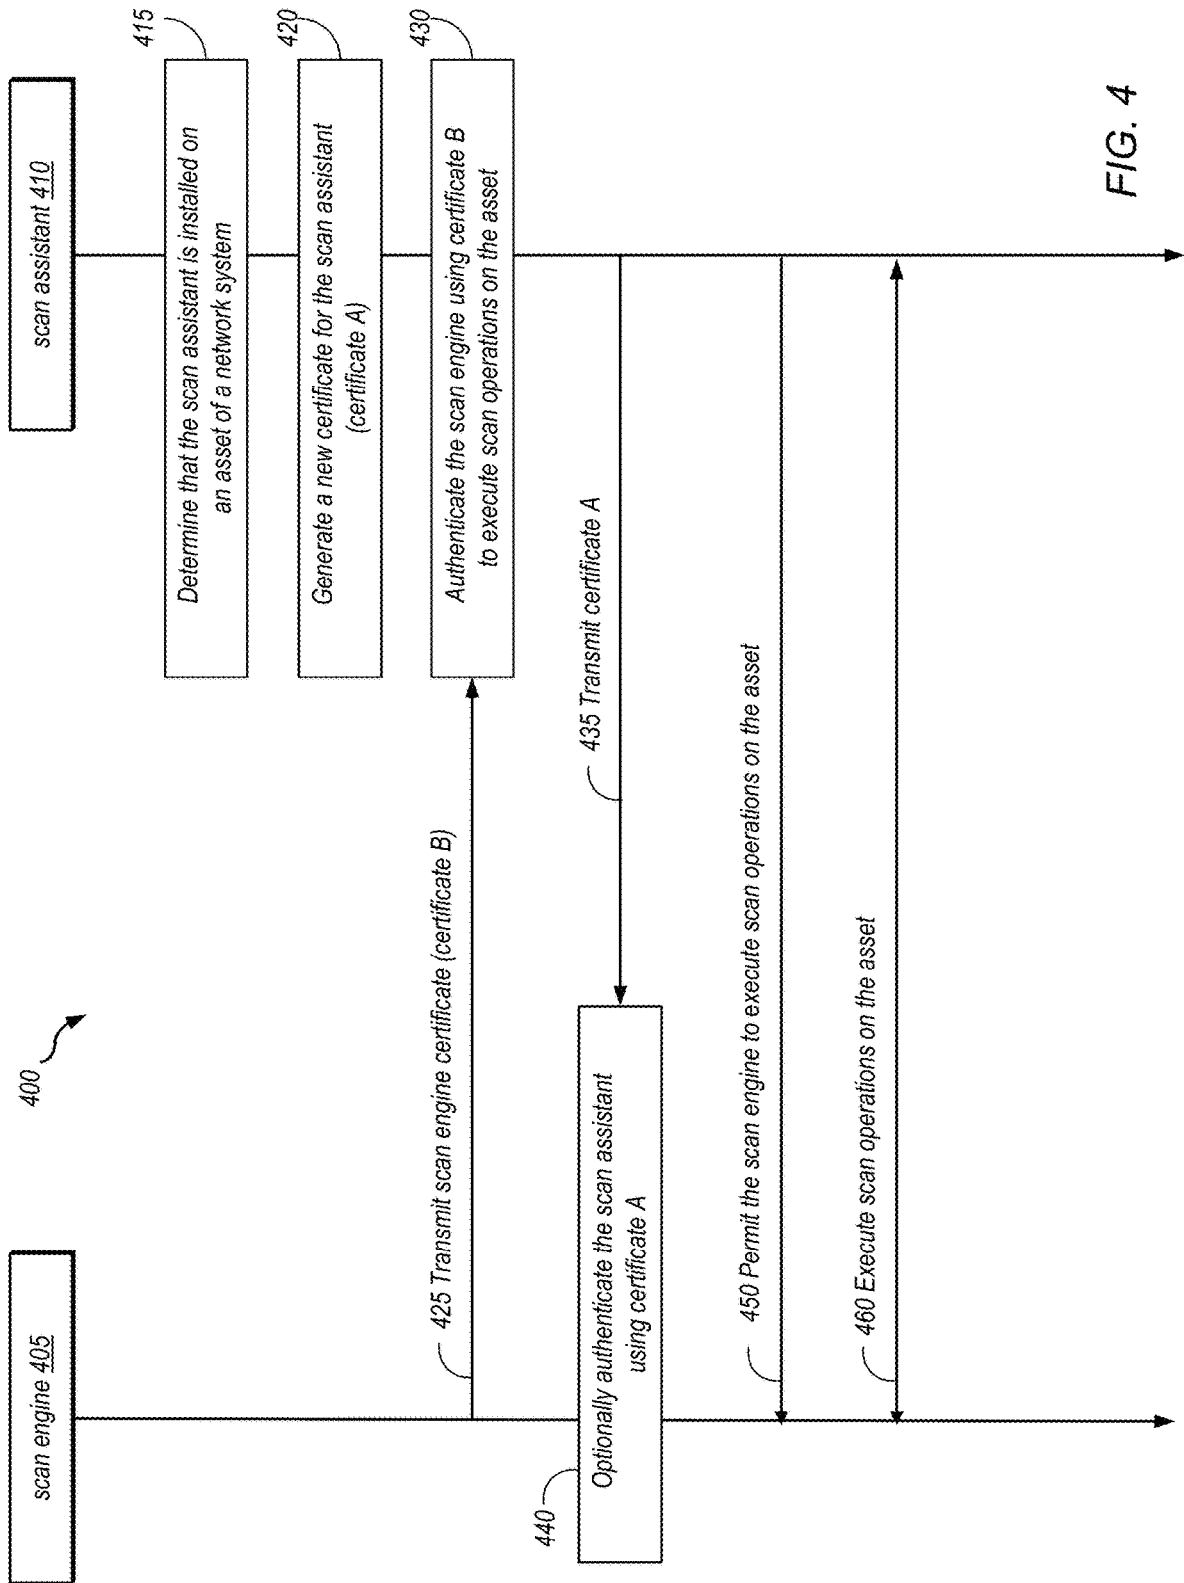 400
scan engine 405
scan assistant 410
415
Determine that the scan assistant is installed on
an asset of a network system
420
Generate a new certificate for the scan assistant
(certificate A)
425 Transmit scan engine certificate (certificate B)
430
Authenticate the scan engine using certificate B
to execute scan operations on the asset
435 Transmit certificate A
440
Optionally authenticate the scan assistant
using certificate A
450 Permit the scan engine to execute scan operations on the asset
460 Execute scan operations on the asset
FIG. 4